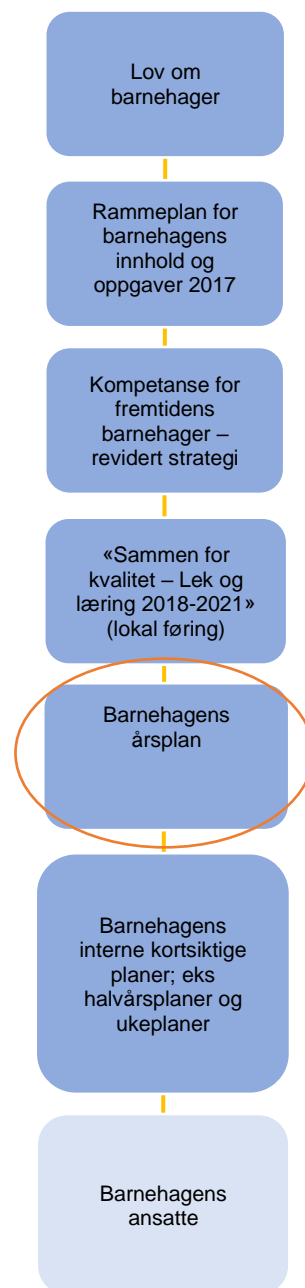 Lov om
barnehager
Rammeplan for
barnehagens
innhold og
oppgaver 2017
Kompetanse for
fremtidens
barnehager –
revidert strategi
«Sammen for
kvalitet – Lek og
læring 2018-2021»
(lokal føring)
Barnehagens
årsplan
Barnehagens
interne kortsiktige
planer; eks
halvårsplaner og
ukeplaner
Barnehagens
ansatte